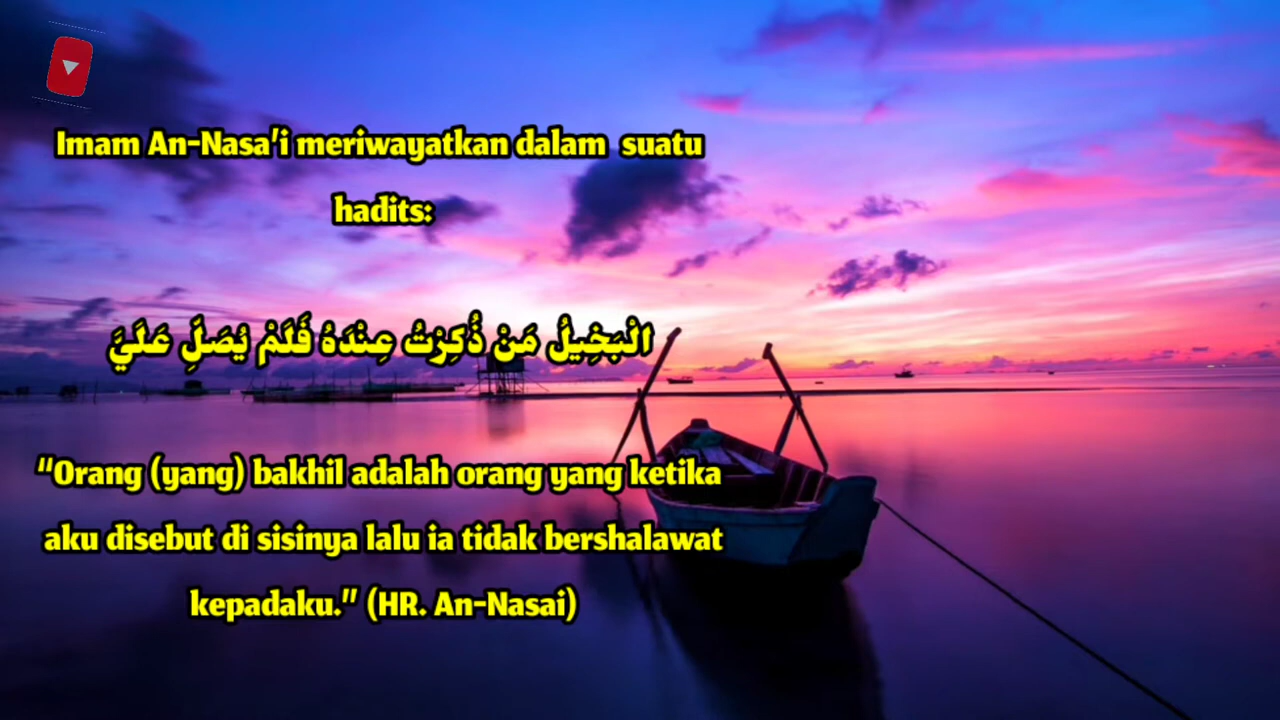 Imam An-Nasa'i meriwayatkan dalam suatu
hadits:
الْبَخِيلُ مَنْ ذُكِرْتُ عِنْدَهُ فَلَمْ يُصَلِّ عَلَيَّ
"Orang (yang) bakhil adalah orang yang ketika
aku disebut di sisinya lalu ia tidak bershalawat
kepadaku." (HR. An-Nasai)